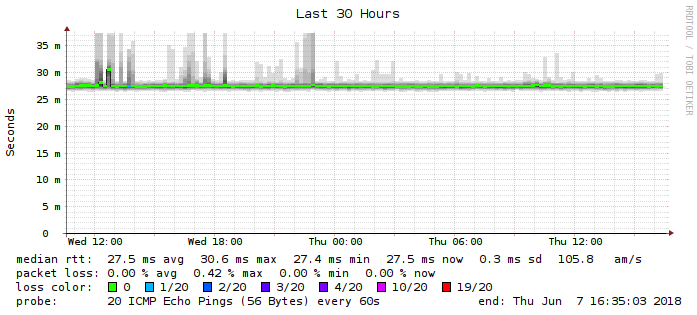 Last 30 Hours
RRDTOOL / TOBI OETIKER
Seconds
35 m
30 m
25 m
20 m
15 m
10 m
5 m
0
Wed 12:00 Wed 18:00 Thu 00:00 Thu 06:00 Thu 12:00
median rtt: 27.5 ms avg 30.6 ms max 27.4 ms min 27.5 ms now 0.3 ms sd 105.8 am/s
packet loss: 0.00 % avg 0.42 % max 0.00 % min 0.00 % now
loss color: 0 1/20 2/20 3/20 4/20 10/20 19/20
probe: 20 ICMP Echo Pings (56 Bytes) every 60s end: Thu Jun 7 16:35:03 2018